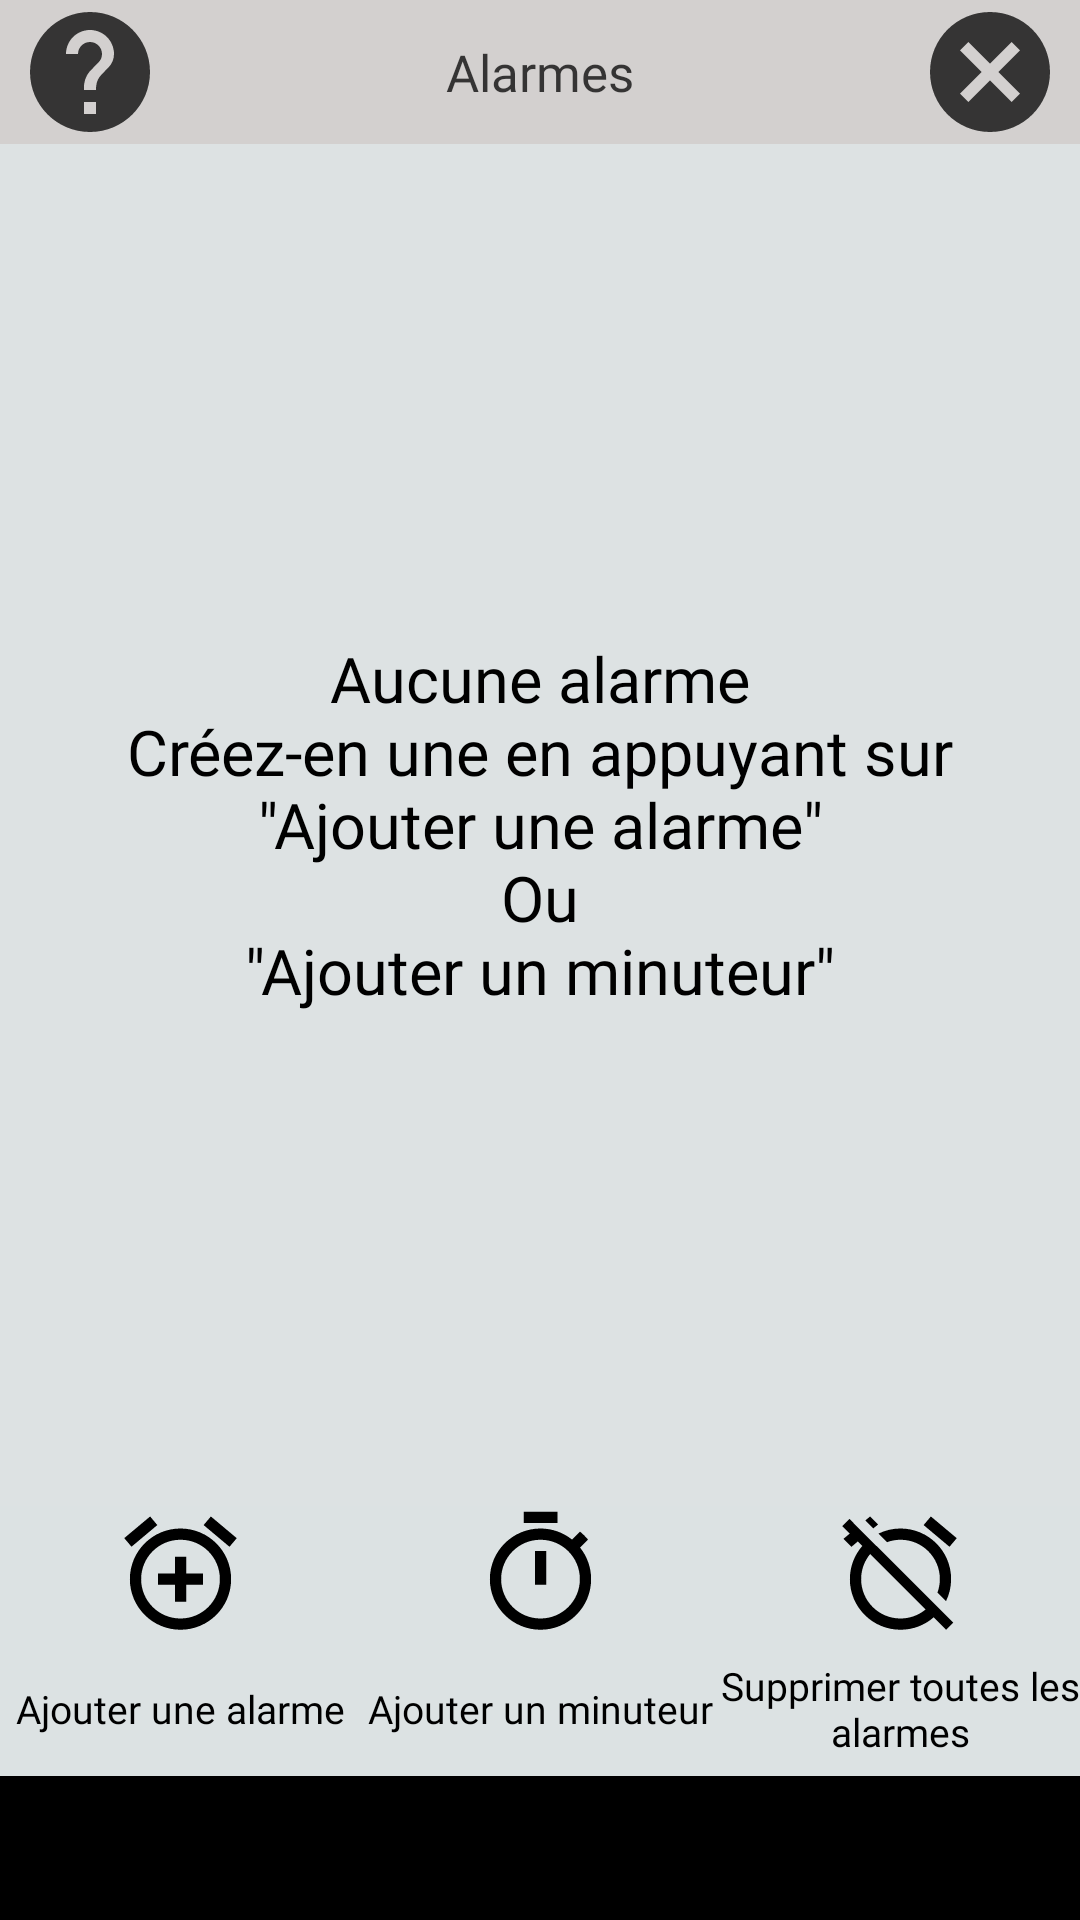 Alarmes
Aucune alarme
Créez-en une en appuyant sur
"Ajouter une alarme"
Ou
"Ajouter un minuteur"
Ajouter une alarme
Ajouter un minuteur
Supprimer toutes les
alarmes